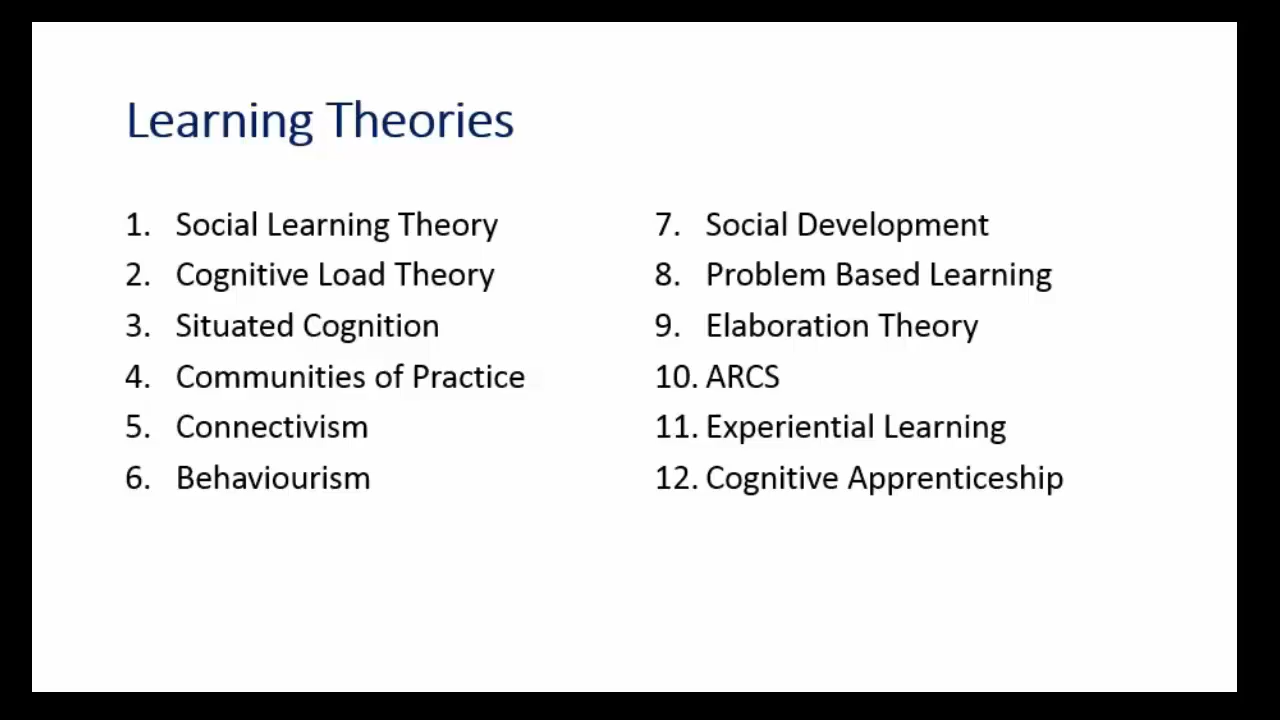 Learning Theories
1. Social Learning Theory
2. Cognitive Load Theory
3. Situated Cognition
4. Communities of Practice
5. Connectivism
6. Behaviourism
7. Social Development
8. Problem Based Learning
9. Elaboration Theory
10. ARCS
11. Experiential Learning
12. Cognitive Apprenticeship